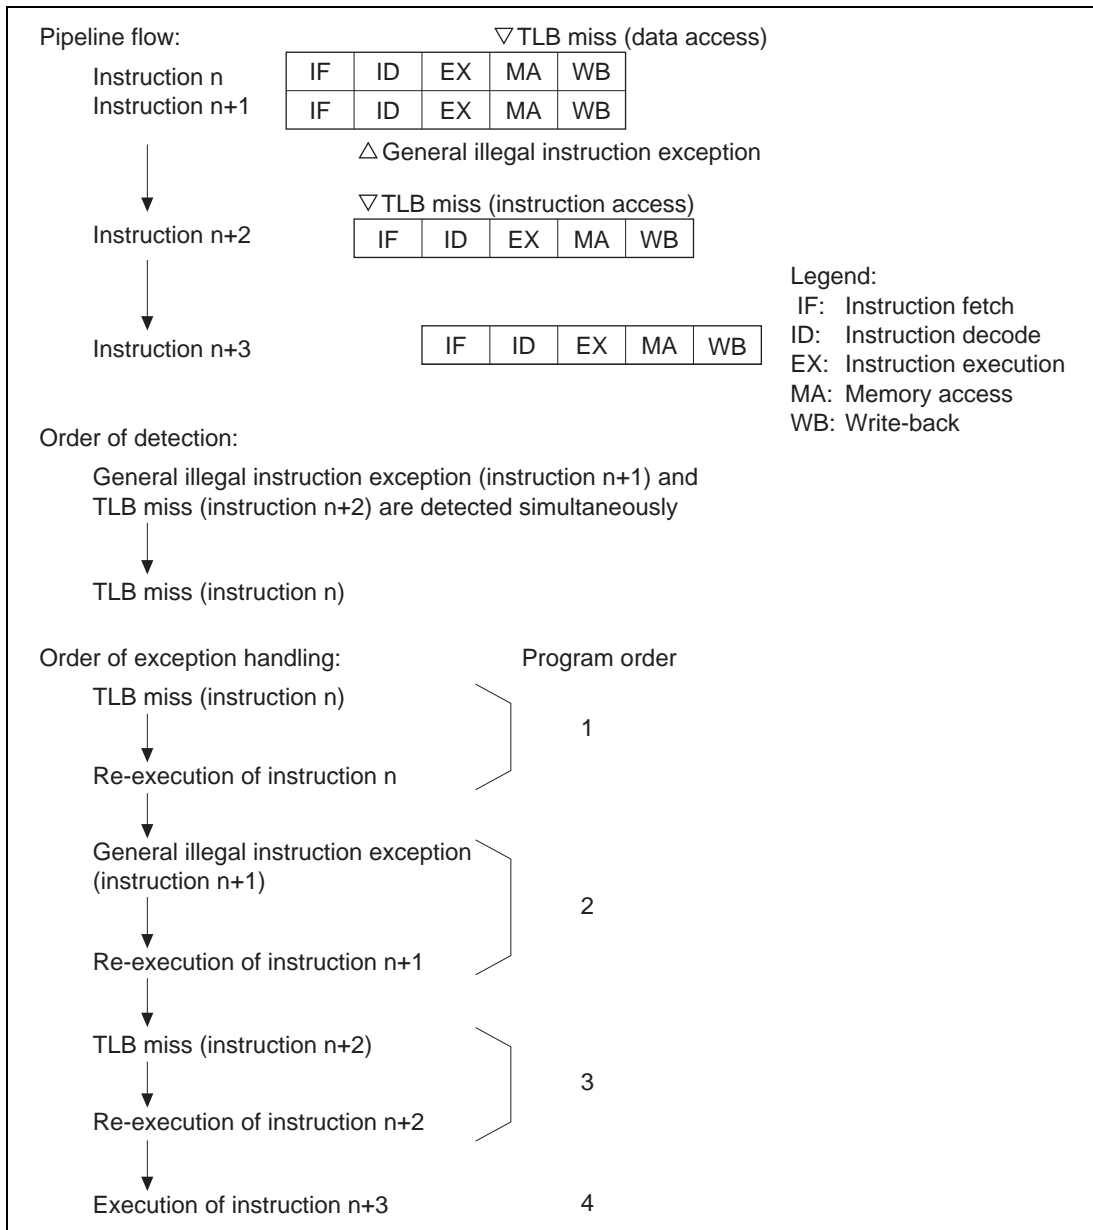 Pipeline flow:
▽TLB miss (data access)
Instruction n IF ID EX MA WB
Instruction n+1 IF ID EX MA WB
△General illegal instruction exception
▽TLB miss (instruction access)
Instruction n+2 IF ID EX MA WB
Legend:
IF: Instruction fetch
Instruction n+3 IF ID EX MA WB
ID: Instruction decode
EX: Instruction execution
MA: Memory access
WB: Write-back
Order of detection:
General illegal instruction exception (instruction n+1) and
TLB miss (instruction n+2) are detected simultaneously
TLB miss (instruction n)
Order of exception handling: Program order
TLB miss (instruction n)
1
Re-execution of instruction n
General illegal instruction exception
(instruction n+1)
2
Re-execution of instruction n+1
TLB miss (instruction n+2)
3
Re-execution of instruction n+2
Execution of instruction n+3 4